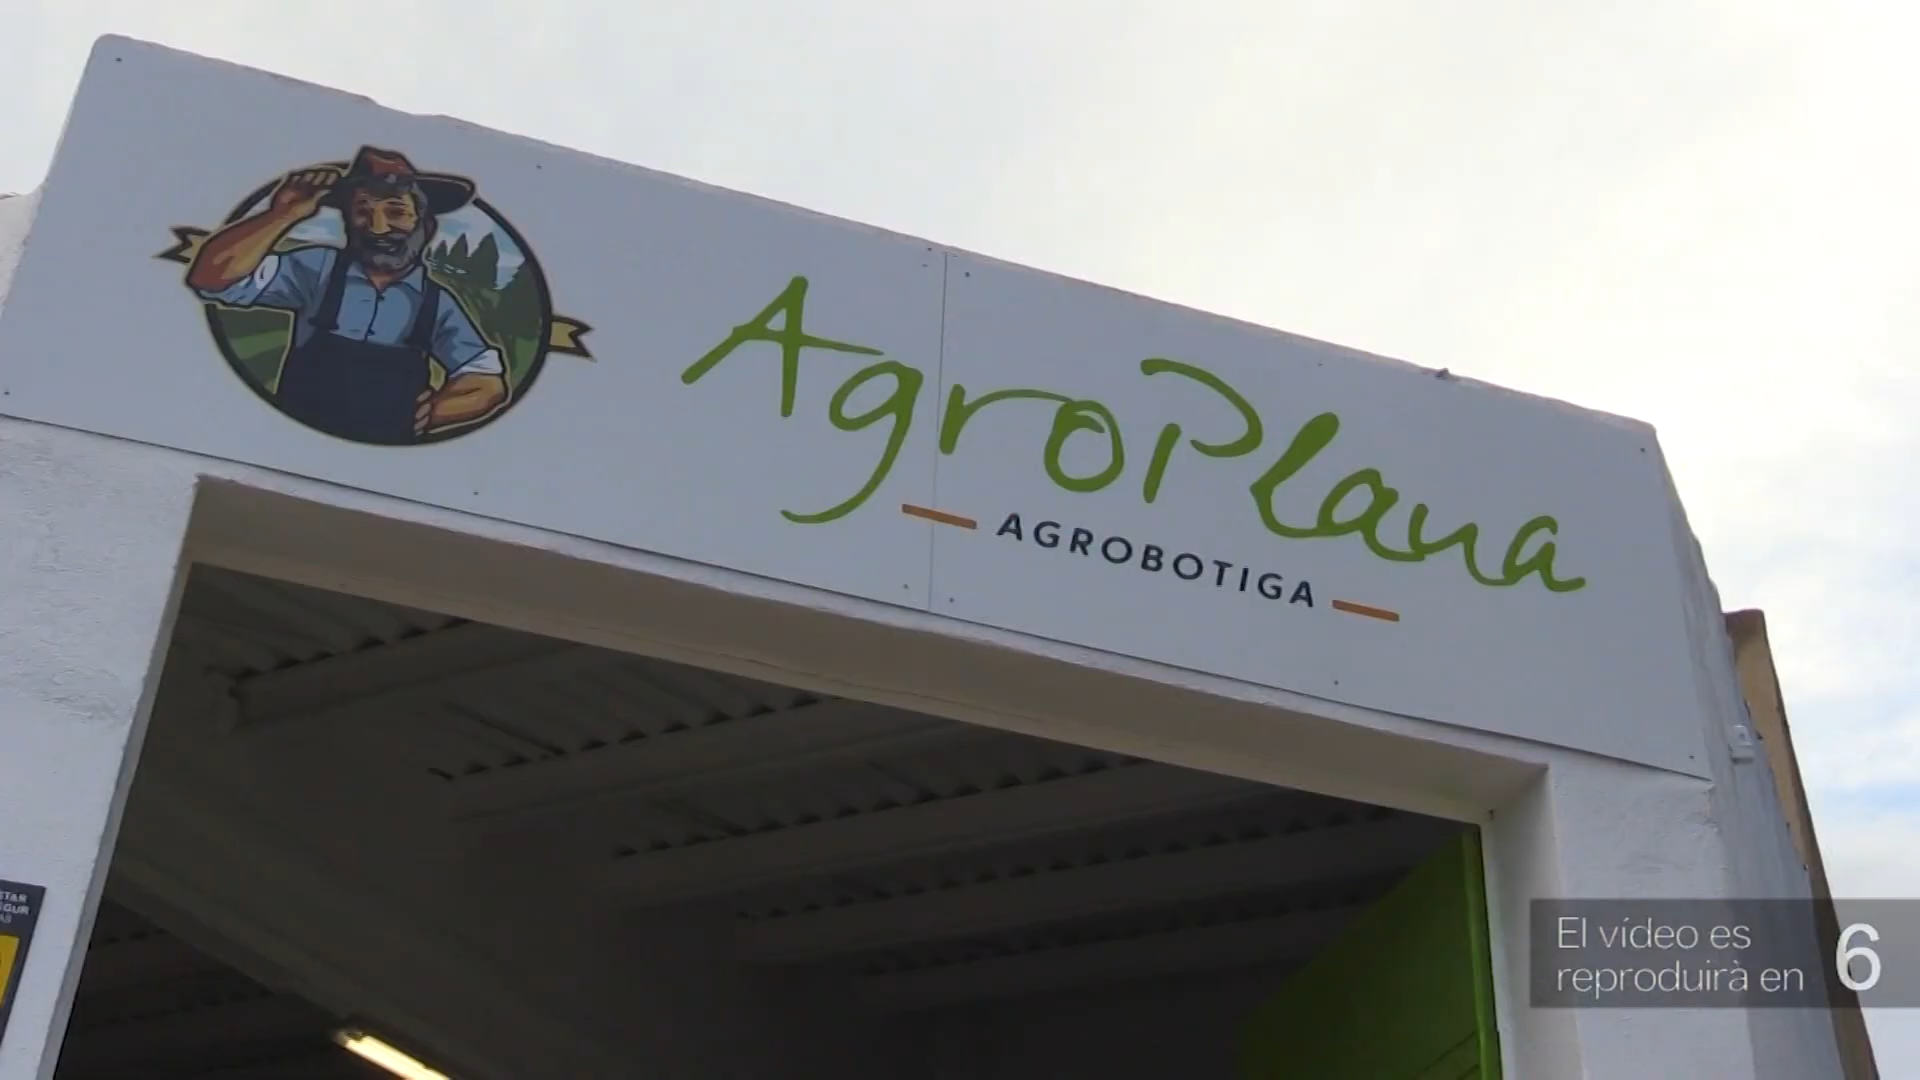 AgroPlana
AGROBOTIGA
El vídeo es
reproduirà en
6